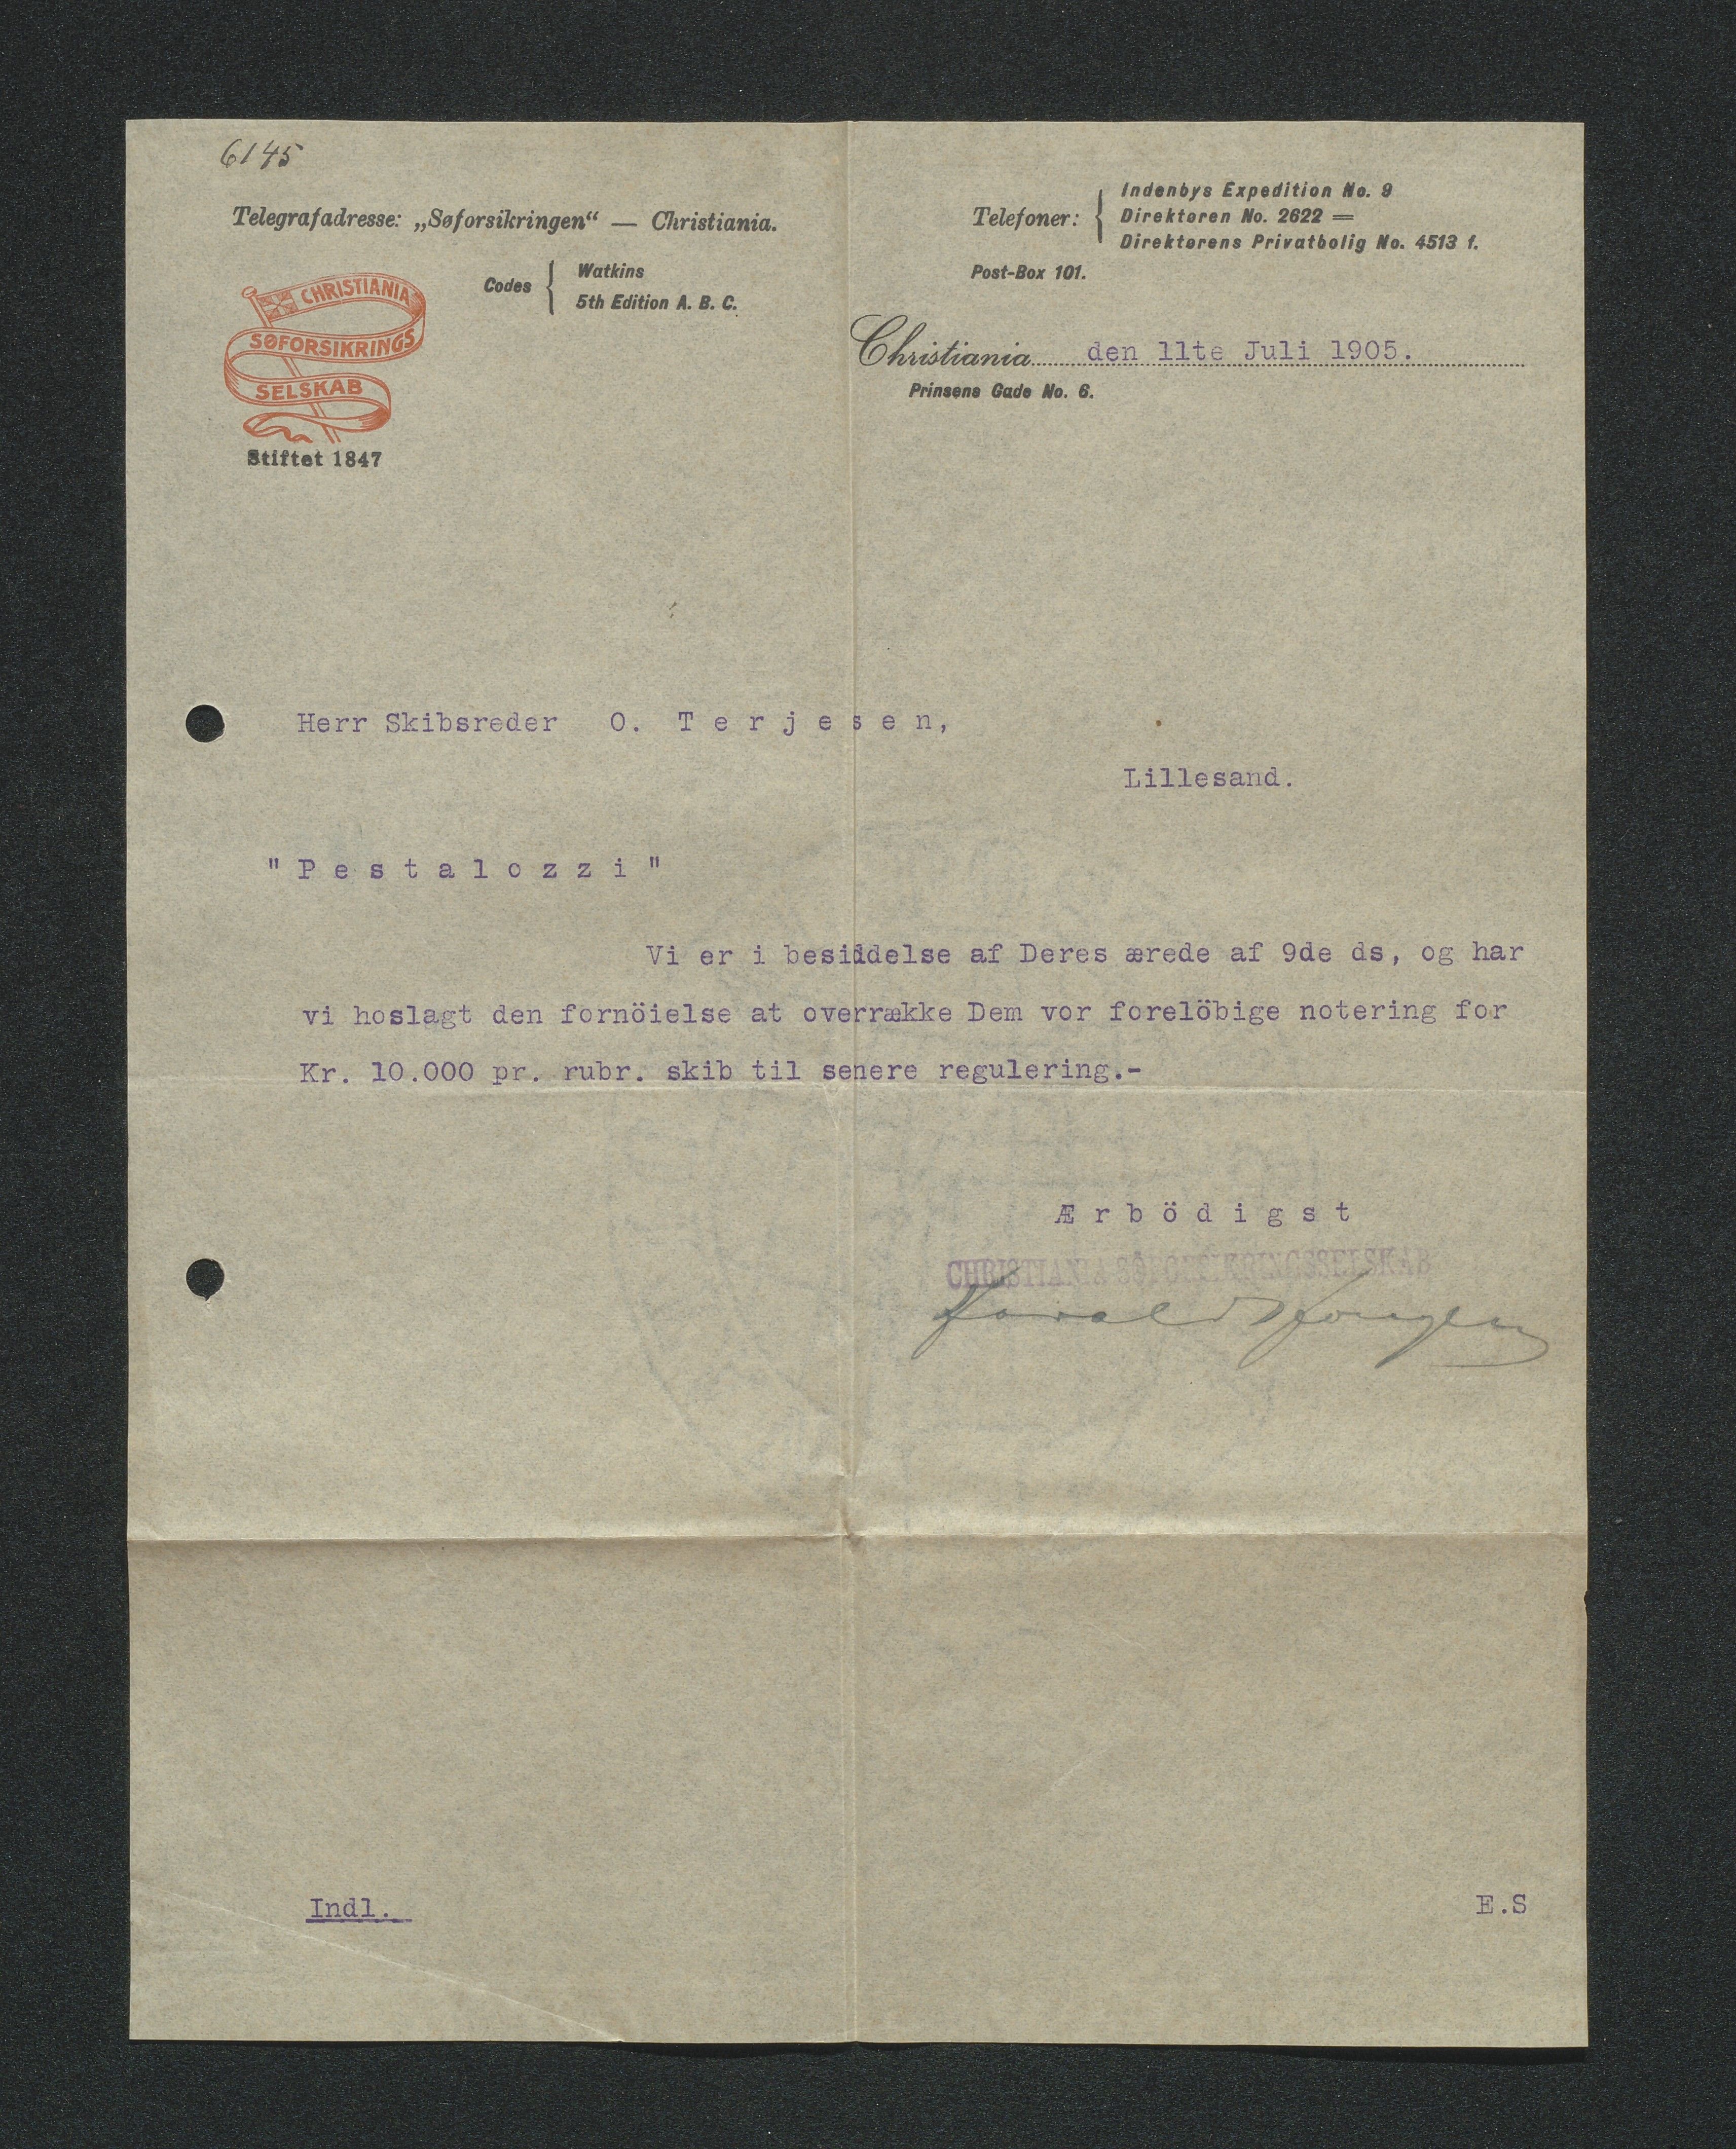 6145
Telegrafadresse: „Søforsikringen“ — Christiania.
Codes { Watkins
5th Edition A. B. C.
CHRISTIANIA
SØFORSIKRINGS
SELSKAB
Stiftet 1847
Telefoner: { Indenbys Expedition No. 9
Direktøren No. 2622 =
Direktørens Privatbolig No. 4513 f.
Post-Box 101.
Christiania den 11te Juli 1905.
Prinsens Gade No. 6.
Herr Skibsreder O. Terjesen,
Lillesand.
"Pestalozzi"
Vi er i besiddelse af Deres ærede af 9de ds, og har
vi hoslagt den fornöielse at overrække Dem vor forelöbige notering for
Kr. 10.000 pr. rubr. skib til senere regulering.-
Ærbödigst
CHRISTIANIA SØFORSIKRINGSSELSKAB
Indl.
E.S